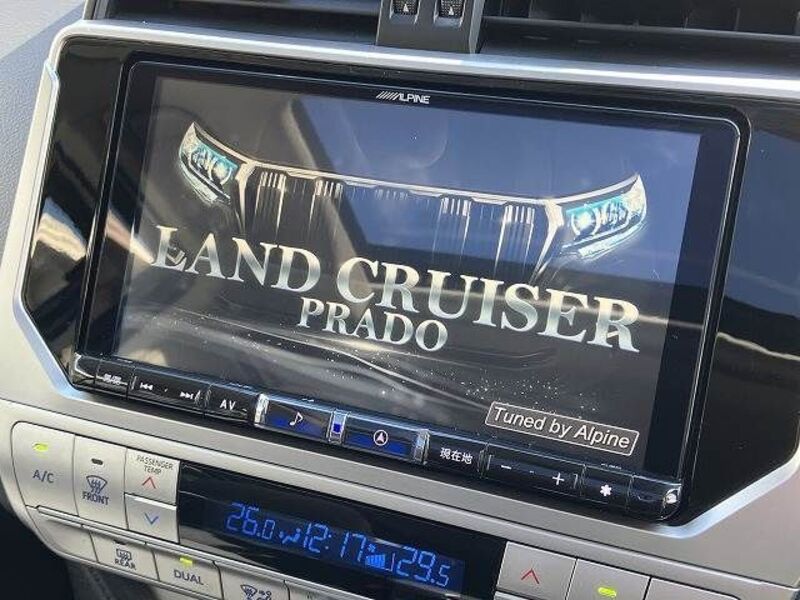 ALPINE
LAND CRUISER
PRADO
Tuned by Alpine
AV
現在地
A/C
FRONT
PASSENGER
TEMP
26.0 12:17 29.5
REAR
DUAL